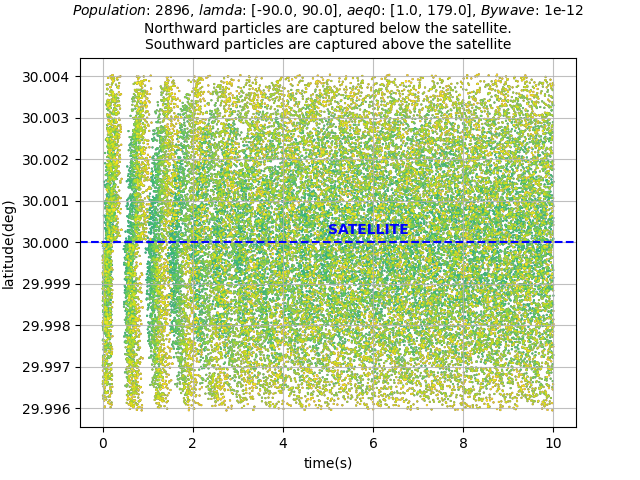 Population: 2896, lamda: [-90.0, 90.0], aeq0: [1.0, 179.0], Bywave: 1e-12
Northward particles are captured below the satellite.
Southward particles are captured above the satellite
30.004
30.003
30.002
30.001
30.000
29.999
29.998
29.997
29.996
latitude(deg)
SATELLITE
0 2 4 6 8 10
time(s)